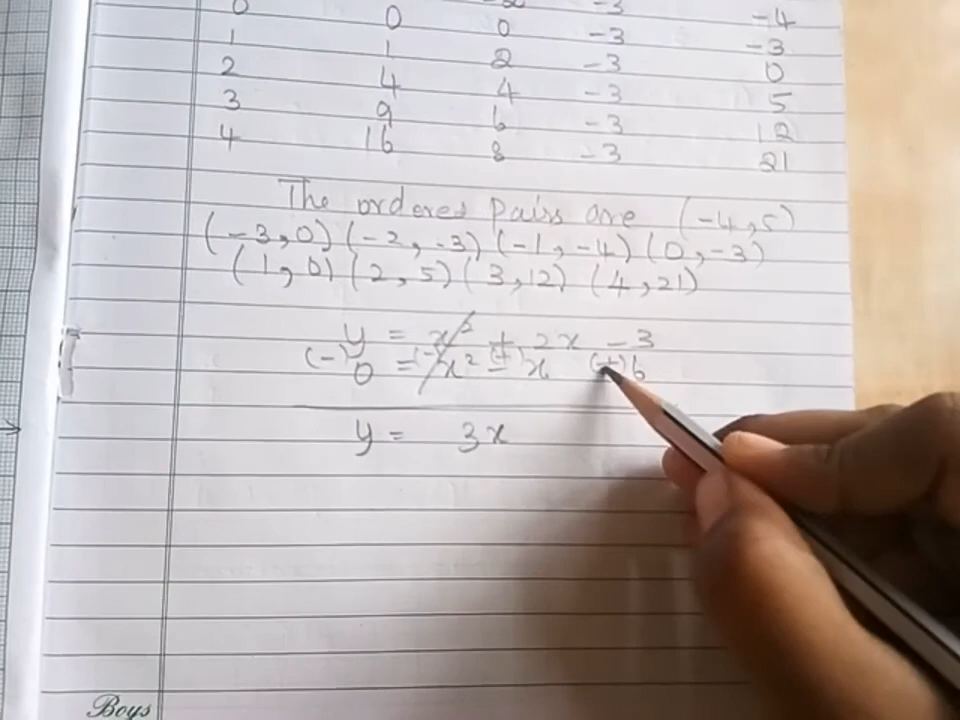 0 0 0 -3 -4
1 1 2 -3 -3
2 4 4 -3 0
3 9 6 -3 5
4 16 8 -3 12
21
The ordered Pairs are (-4,5)
(-3,0) (-2,-3) (-1,-4) (0,-3)
(1,0) (2,5) (3,12) (4,21)
y = x² + 2x -3
(-) 0 = (-) x² (+) - x (+) - 6
y = 3x
Boys